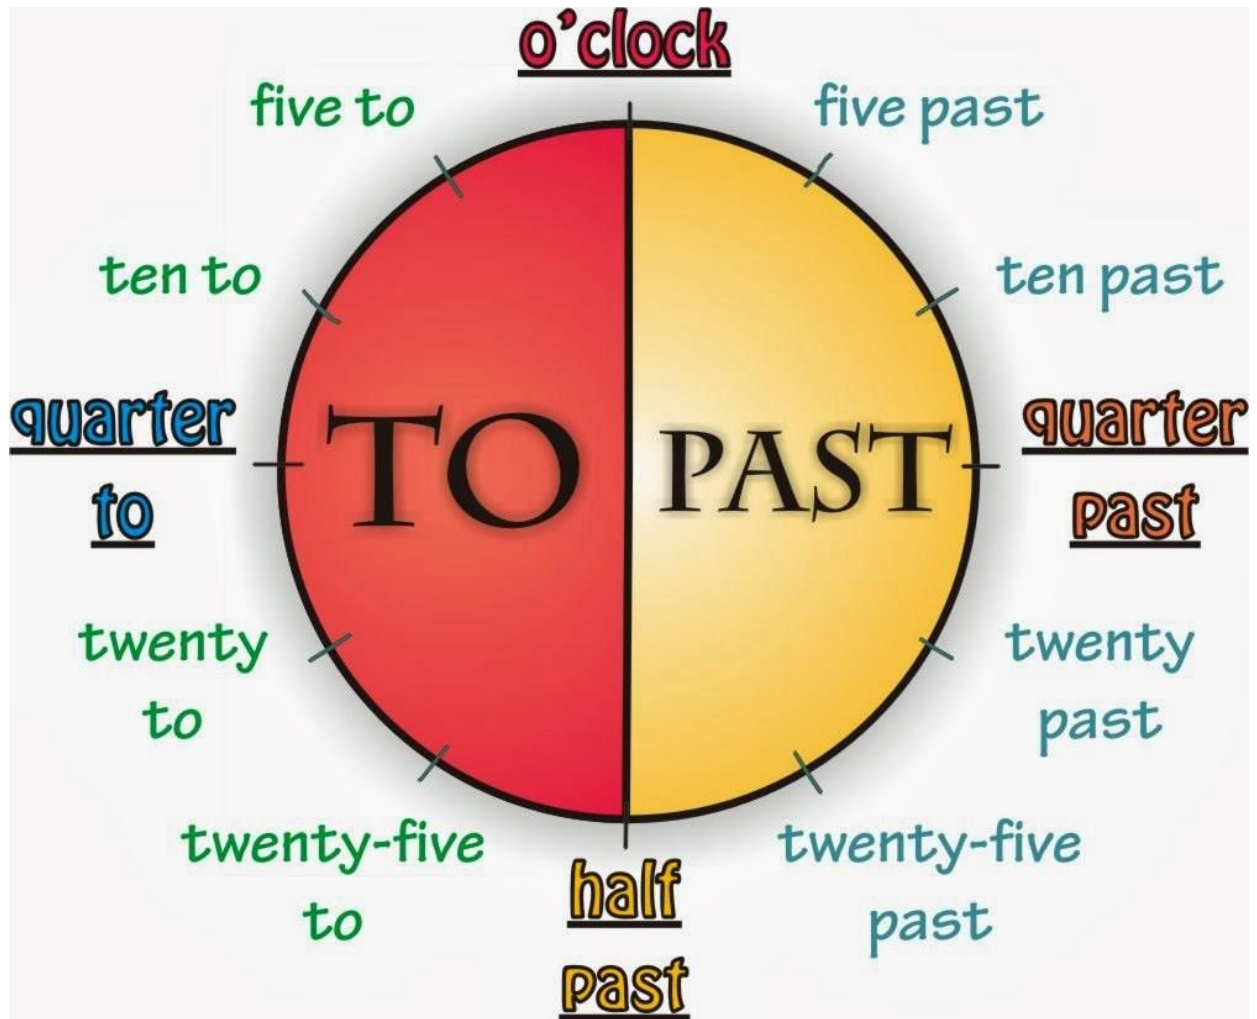 o'clock
five to
five past
ten to
ten past
quarter
to
TO
PAST
quarter
past
twenty
to
twenty
past
twenty-five
to
half
past
twenty-five
past